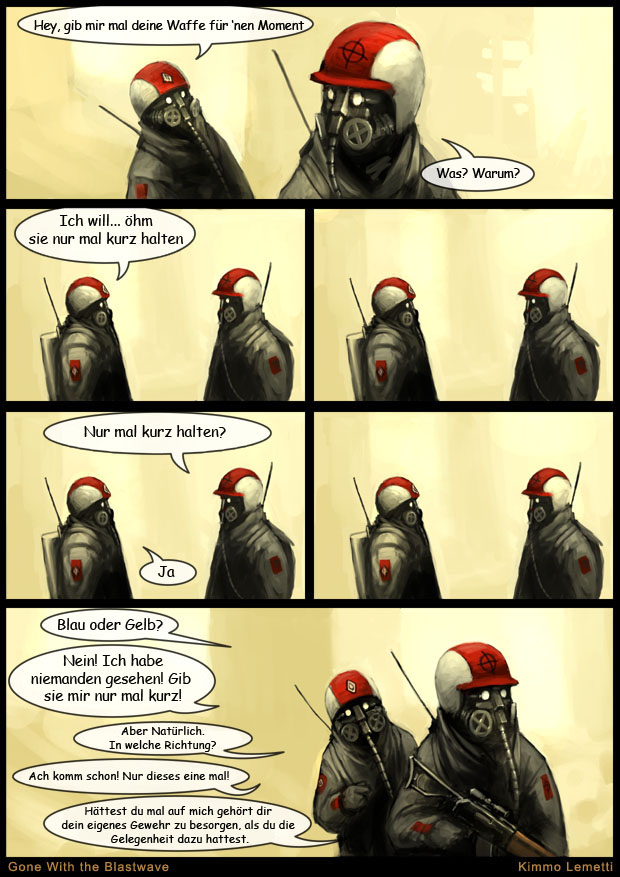 Hey, gib mir mal deine Waffe für 'nen Moment
Was? Warum?
Ich will... öhm
sie nur mal kurz halten
Nur mal kurz halten?
Ja
Blau oder Gelb?
Nein! Ich habe
niemanden gesehen! Gib
sie mir nur mal kurz!
Aber Natürlich.
In welche Richtung?
Ach komm schon! Nur dieses eine mal!
Hättest du mal auf mich gehört dir
dein eigenes Gewehr zu besorgen, als du die
Gelegenheit dazu hattest.
Gone With the Blastwave
Kimmo Lemetti